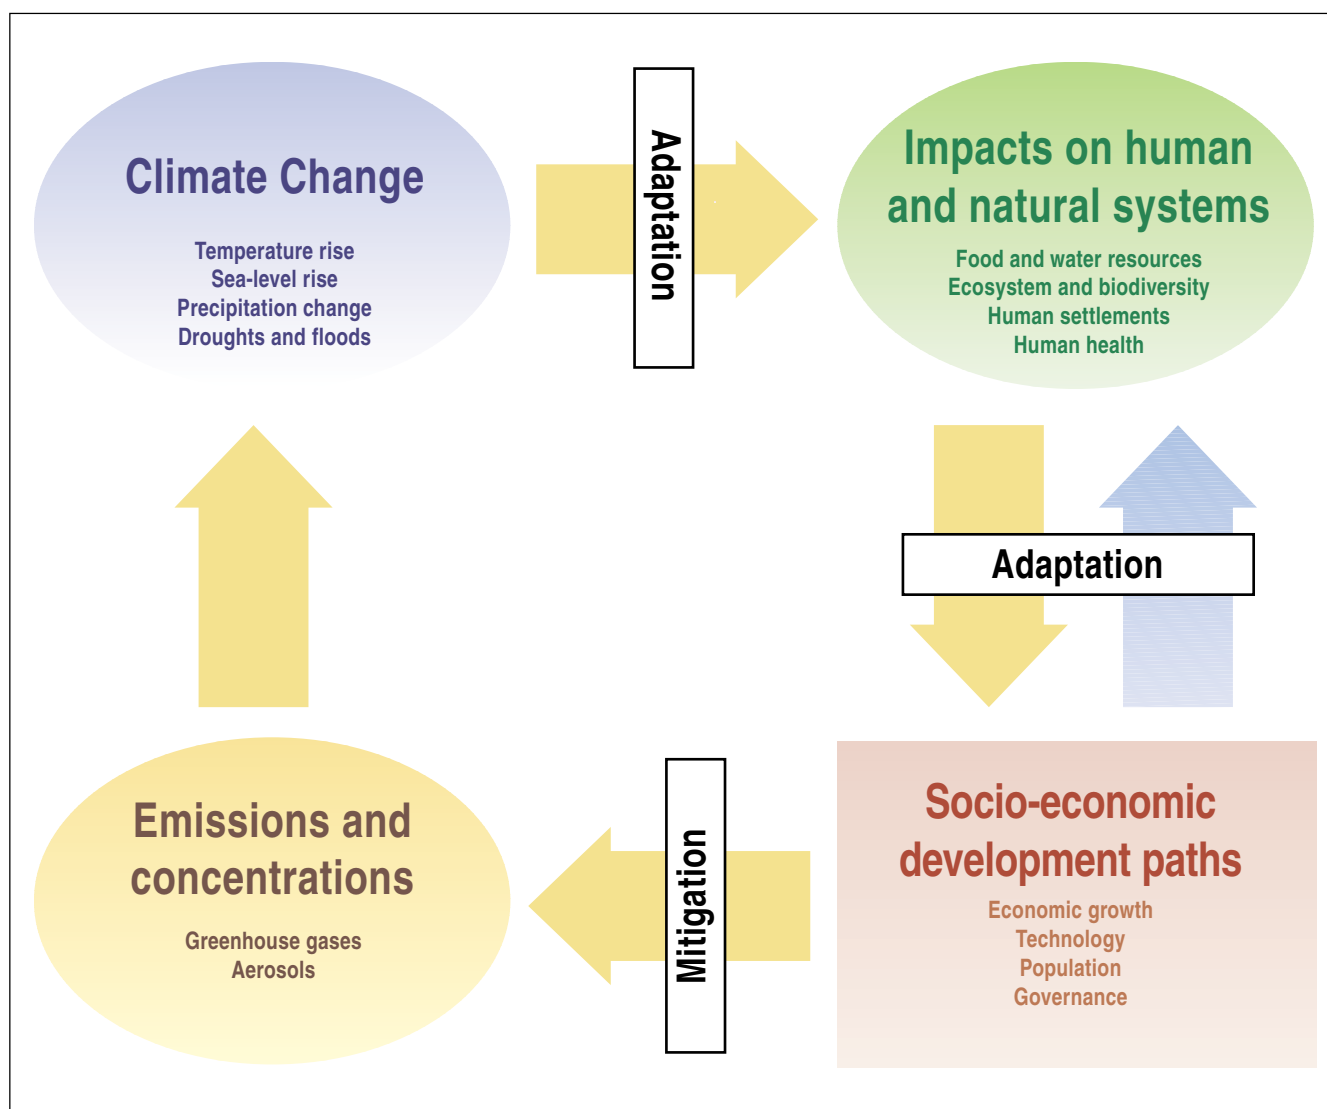 Climate Change
Temperature rise
Sea-level rise
Precipitation change
Droughts and floods
Adaptation
Impacts on human
and natural systems
Food and water resources
Ecosystem and biodiversity
Human settlements
Human health
Adaptation
Emissions and
concentrations
Greenhouse gases
Aerosols
Mitigation
Socio-economic
development paths
Economic growth
Technology
Population
Governance